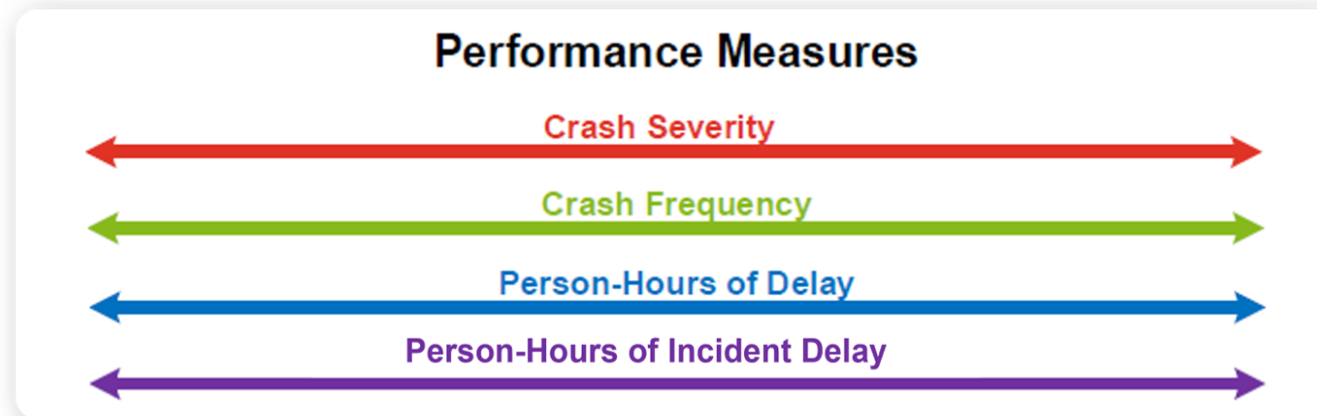 Performance Measures
Crash Severity
Crash Frequency
Person-Hours of Delay
Person-Hours of Incident Delay